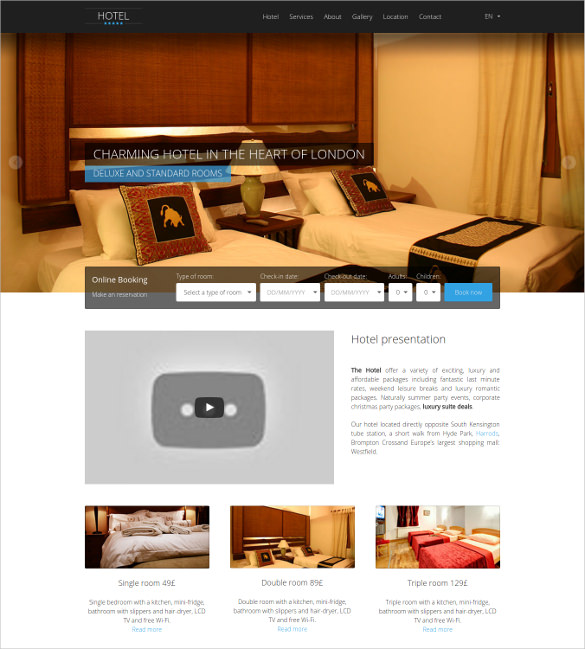 HOTEL
Hotel Services About Gallery Location Contact EN
CHARMING HOTEL IN THE HEART OF LONDON
DELUXE AND STANDARD ROOMS
Online Booking
Make an reservation
Type of room: Check-in date: Check-out date: Adults: Children:
Select a type of room DD/MM/YYYY DD/MM/YYYY 0 0 Book now
Hotel presentation
The Hotel offer a variety of exciting, luxury and
affordable packages including fantastic last minute
rates, weekend leisure breaks and luxury romantic
packages. Naturally summer party events, corporate
christmas party packages, luxury suite deals.
Our hotel located directly opposite South Kensington
tube station, a short walk from Hyde Park, Harrods,
Brompton Crossand Europe's largest shopping mall:
Westfield.
Single room 49£
Single bedroom with a kitchen, mini-fridge,
bathroom with slippers and hair-dryer, LCD
TV and free Wi-Fi.
Read more
Double room 89£
Double room with a kitchen, mini-fridge,
bathroom with slippers and hair-dryer, LCD
TV and free Wi-Fi.
Read more
Triple room 129£
Triple room with a kitchen, mini-fridge,
bathroom with slippers and hair-dryer, LCD
TV and free Wi-Fi.
Read more